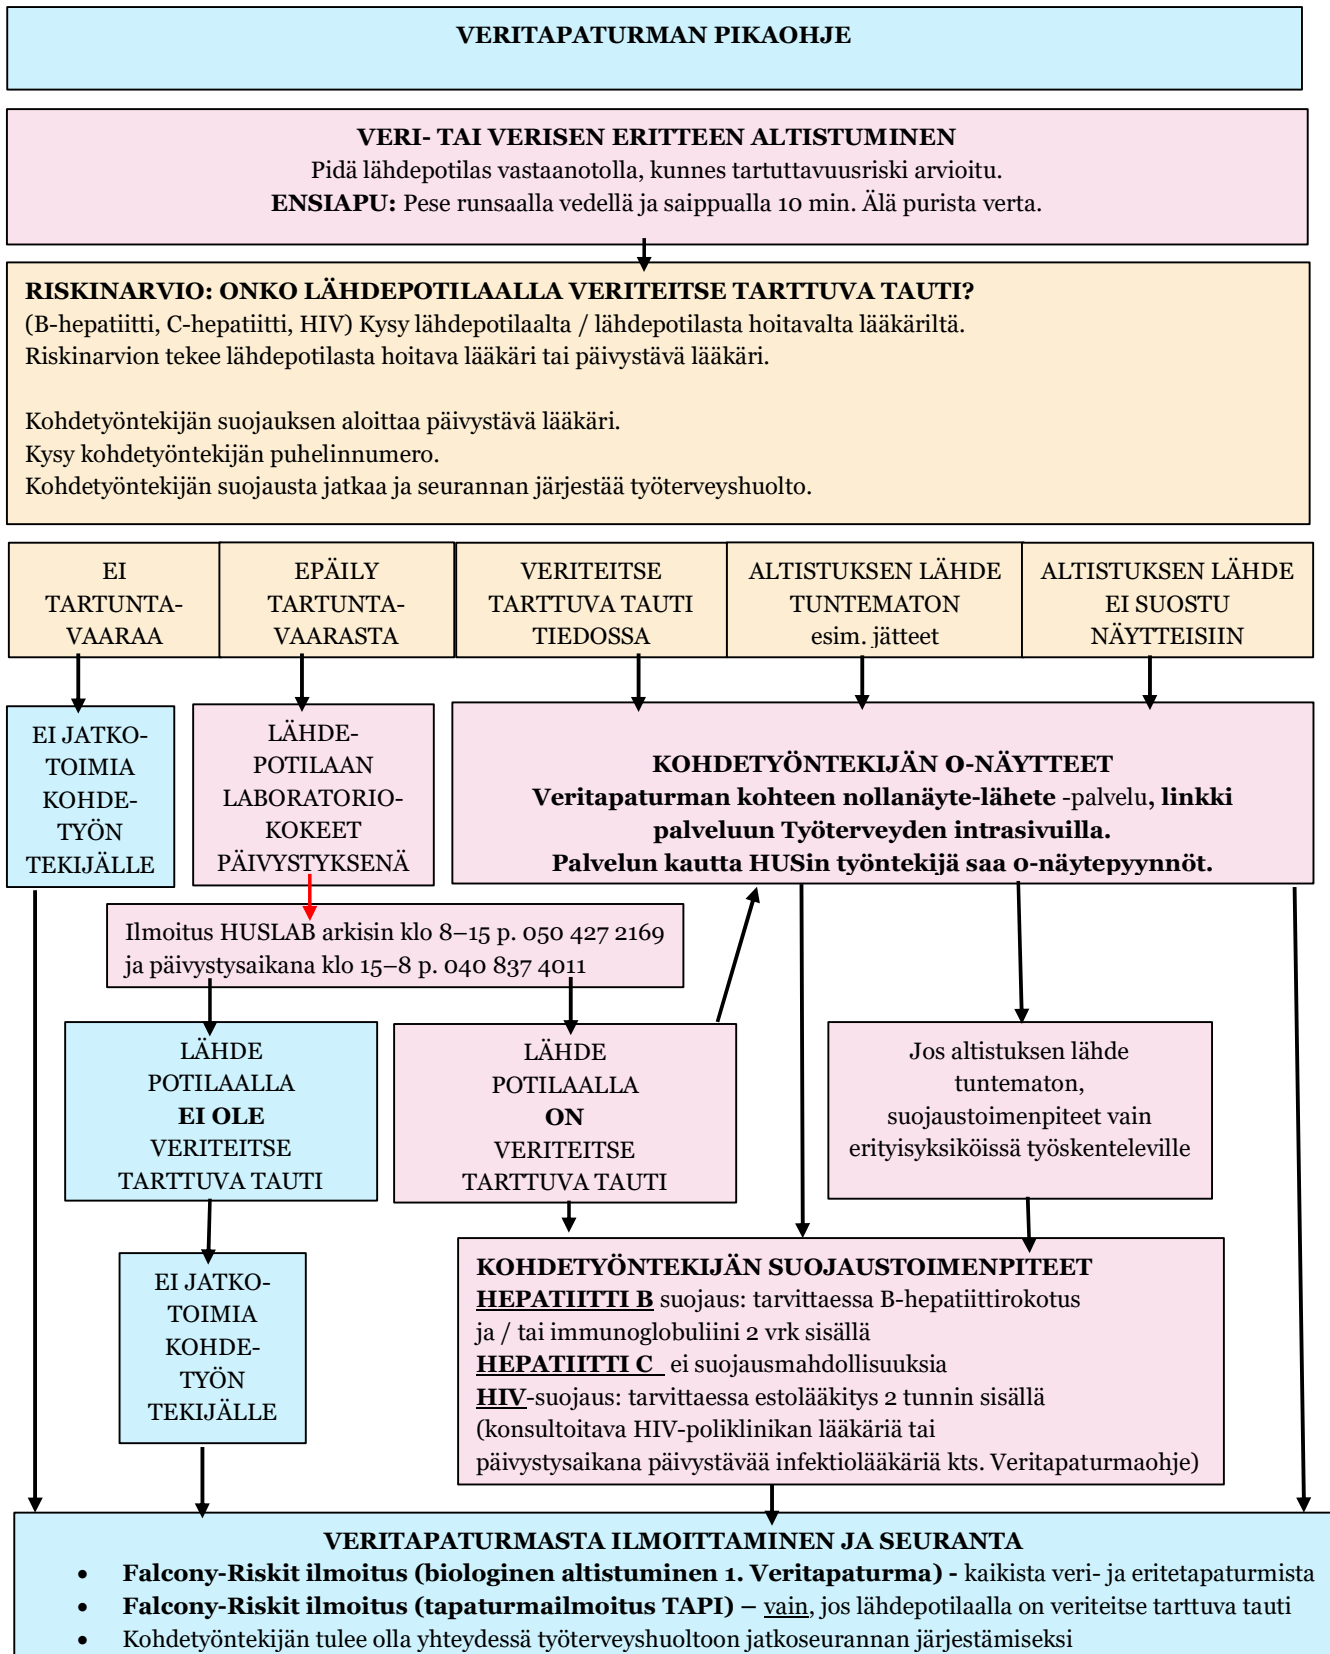 VERITAPATURMAN PIKAOHJE
VERI- TAI VERISEN ERITTEEN ALTISTUMINEN
Pidä lähdepotilas vastaanotolla, kunnes tartuttavuusriski arvioitu.
ENSIAPU: Pese runsaalla vedellä ja saippualla 10 min. Älä purista verta.
RISKINARVIO: ONKO LÄHDEPOTILAALLA VERITEITSE TARTTUVA TAUTI?
(B-hepatiitti, C-hepatiitti, HIV) Kysy lähdepotilaalta / lähdepotilasta hoitavalta lääkäriltä.
Riskinarvion tekee lähdepotilasta hoitava lääkäri tai päivystävä lääkäri.
Kohdetyöntekijän suojauksen aloittaa päivystävä lääkäri.
Kysy kohdetyöntekijän puhelinnumero.
Kohdetyöntekijän suojausta jatkaa ja seurannan järjestää työterveyshuolto.
EI
TARTUNTA-
VAARAA
EPÄILY
TARTUNTA-
VAARASTA
VERITEITSE
TARTTUVA TAUTI
TIEDOSSA
ALTISTUKSEN LÄHDE
TUNTEMATON
esim. jätteet
ALTISTUKSEN LÄHDE
EI SUOSTU
NÄYTTEISIIN
EI JATKO-
TOIMIA
KOHDE-
TYÖN
TEKIJÄLLE
LÄHDE-
POTILAAN
LABORATORIO-
KOKEET
PÄIVYSTYKSENÄ
KOHDETYÖNTEKIJÄN 0-NÄYTTEET
Veritapaturman kohteen nollanäyte-lähete -palvelu, linkki
palveluun Työterveyden intrasivuilla.
Palvelun kautta HUSin työntekijä saa 0-näytepyynnöt.
Ilmoitus HUSLAB arkisin klo 8–15 p. 050 427 2169
ja päivystysaikana klo 15–8 p. 040 837 4011
LÄHDE
POTILAALLA
EI OLE
VERITEITSE
TARTTUVA TAUTI
LÄHDE
POTILAALLA
ON
VERITEITSE
TARTTUVA TAUTI
Jos altistuksen lähde
tuntematon,
suojaustoimenpiteet vain
erityisyksiköissä työskenteleville
EI JATKO-
TOIMIA
KOHDE-
TYÖN
TEKIJÄLLE
KOHDETYÖNTEKIJÄN SUOJAUSTOIMENPITEET
HEPATIITTI B suojaus: tarvittaessa B-hepatiittirokotus
ja / tai immunoglobuliini 2 vrk sisällä
HEPATIITTI C ei suojausmahdollisuuksia
HIV-suojaus: tarvittaessa estolääkitys 2 tunnin sisällä
(konsultoitava HIV-poliklinikan lääkäriä tai
päivystysaikana päivystävää infektiolääkäriä kts. Veritapaturmaohje)
VERITAPATURMASTA ILMOITTAMINEN JA SEURANTA
• Falcony-Riskit ilmoitus (biologinen altistuminen 1. Veritapaturma) - kaikista veri- ja eritetapaturmista
• Falcony-Riskit ilmoitus (tapaturmailmoitus TAPI) – vain, jos lähdepotilaalla on veriteitse tarttuva tauti
• Kohdetyöntekijän tulee olla yhteydessä työterveyshuoltoon jatkoseurannan järjestämiseksi